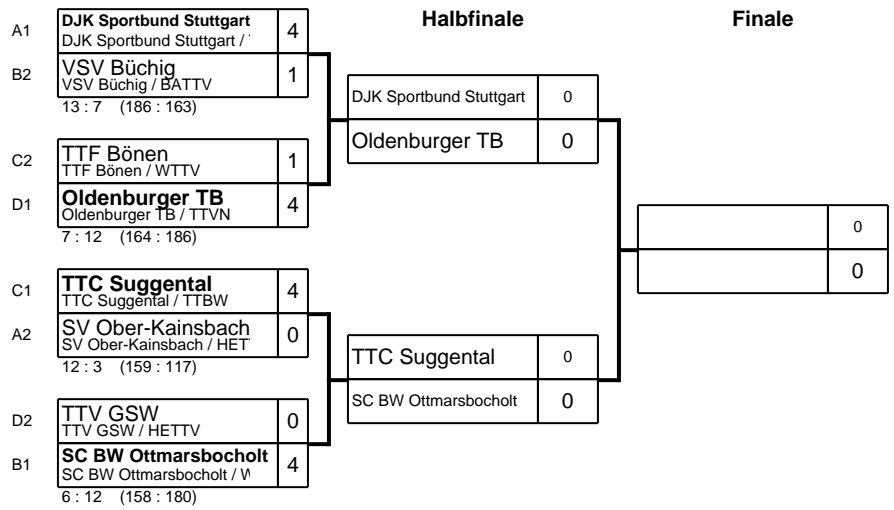 Halbfinale
Finale
A1 DJK Sportbund Stuttgart 4
DJK Sportbund Stuttgart /
B2 VSV Büchig 1
VSV Büchig / BATTV
13 : 7 (186 : 163)
C2 TTF Bönen 1
TTF Bönen / WTTV
D1 Oldenburger TB 4
Oldenburger TB / TTVN
7 : 12 (164 : 186)
C1 TTC Suggental 4
TTC Suggental / TTBW
A2 SV Ober-Kainsbach 0
SV Ober-Kainsbach / HET
12 : 3 (159 : 117)
D2 TTV GSW 0
TTV GSW / HETTV
B1 SC BW Ottmarsbocholt 4
SC BW Ottmarsbocholt /
6 : 12 (158 : 180)
DJK Sportbund Stuttgart 0
Oldenburger TB 0
TTC Suggental 0
SC BW Ottmarsbocholt 0
0
0